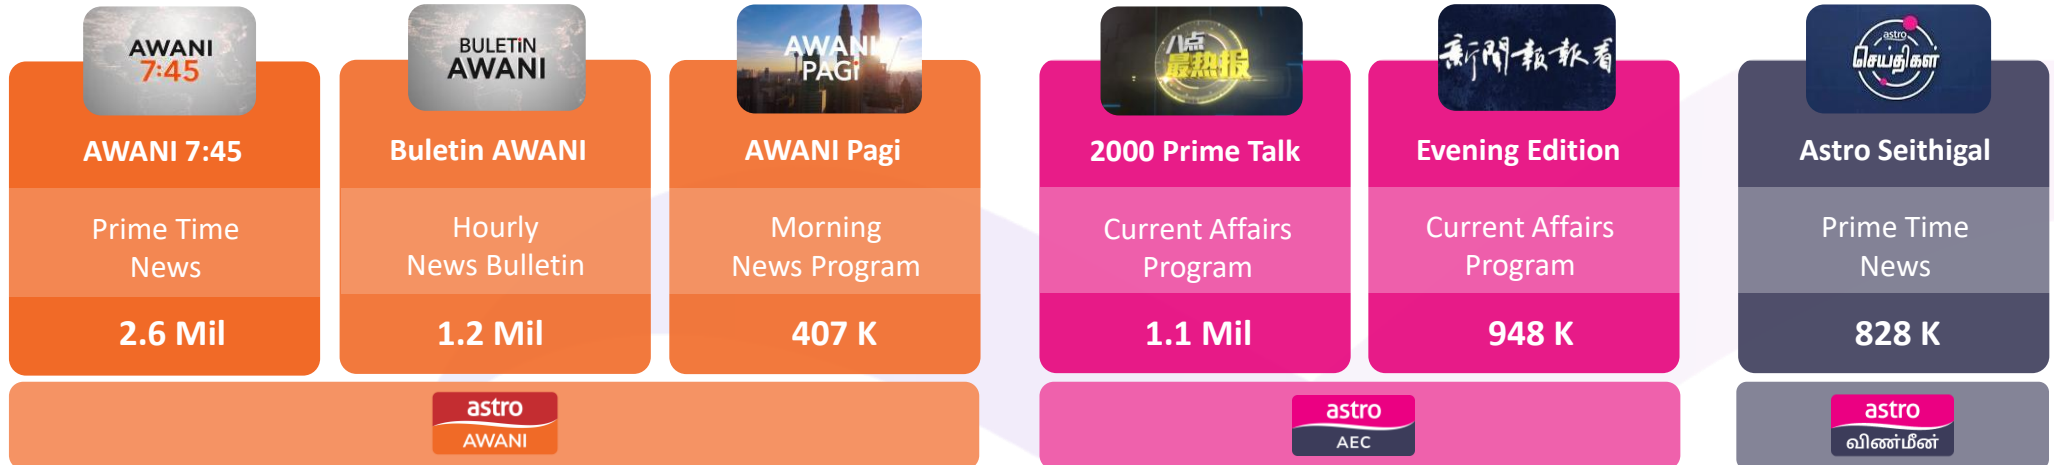 AWANI
7:45
AWANI 7:45
Prime Time
News
2.6 Mil
BULETiN
AWANI
Buletin AWANI
Hourly
News Bulletin
1.2 Mil
AWANI
PAGi
AWANI Pagi
Morning
News Program
407 K
astro
AWANI
八点
最热报
2000 Prime Talk
Current Affairs
Program
1.1 Mil
新聞報報看
Evening Edition
Current Affairs
Program
948 K
astro
AEC
astro
செய்திகள்
Astro Seithigal
Prime Time
News
828 K
astro
விண்மீன்